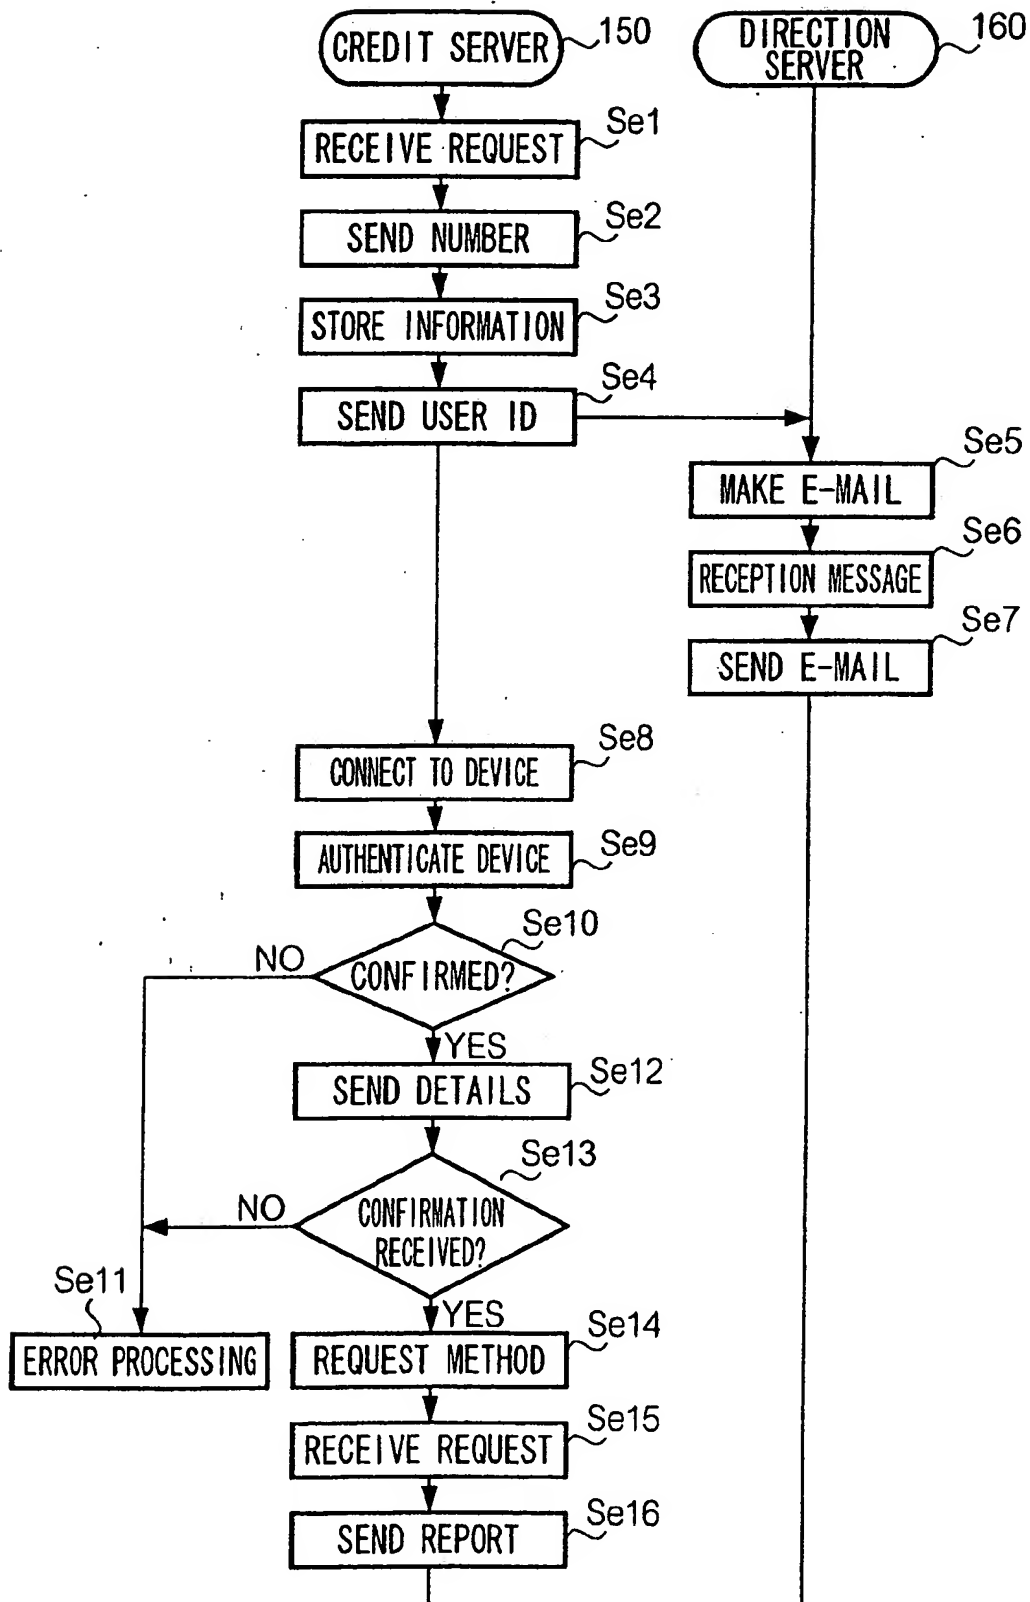 CREDIT SERVER
150
DIRECTION
SERVER
160
Se1
RECEIVE REQUEST
Se2
SEND NUMBER
Se3
STORE INFORMATION
Se4
SEND USER ID
Se5
MAKE E-MAIL
Se6
RECEPTION MESSAGE
Se7
SEND E-MAIL
Se8
CONNECT TO DEVICE
Se9
AUTHENTICATE DEVICE
Se10
NO
CONFIRMED?
YES
Se12
SEND DETAILS
Se13
NO
CONFIRMATION
RECEIVED?
Se11
YES
ERROR PROCESSING
Se14
REQUEST METHOD
Se15
RECEIVE REQUEST
Se16
SEND REPORT